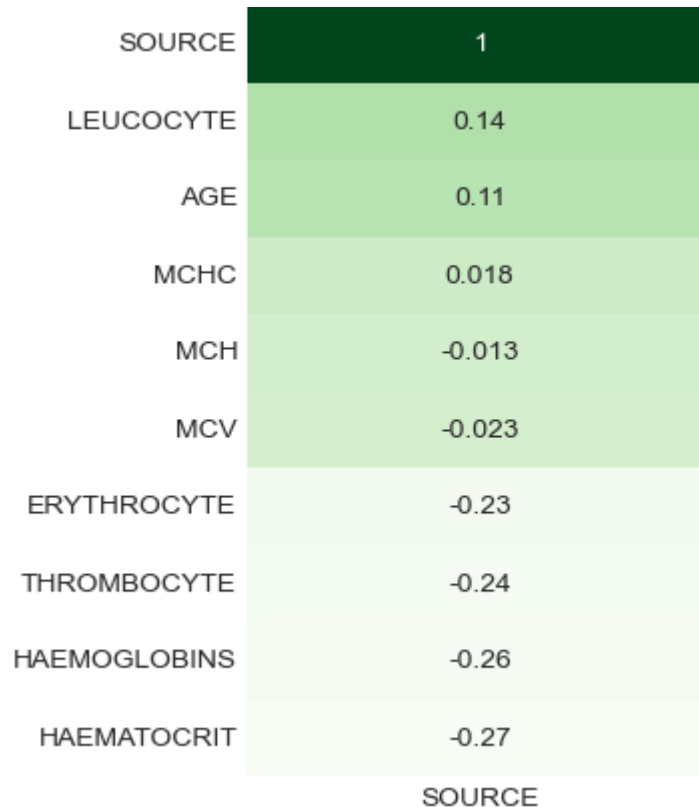 SOURCE 1
LEUCOCYTE 0.14
AGE 0.11
MCHC 0.018
MCH -0.013
MCV -0.023
ERYTHROCYTE -0.23
THROMBOCYTE -0.24
HAEMOGLOBINS -0.26
HAEMATOCRIT -0.27
SOURCE